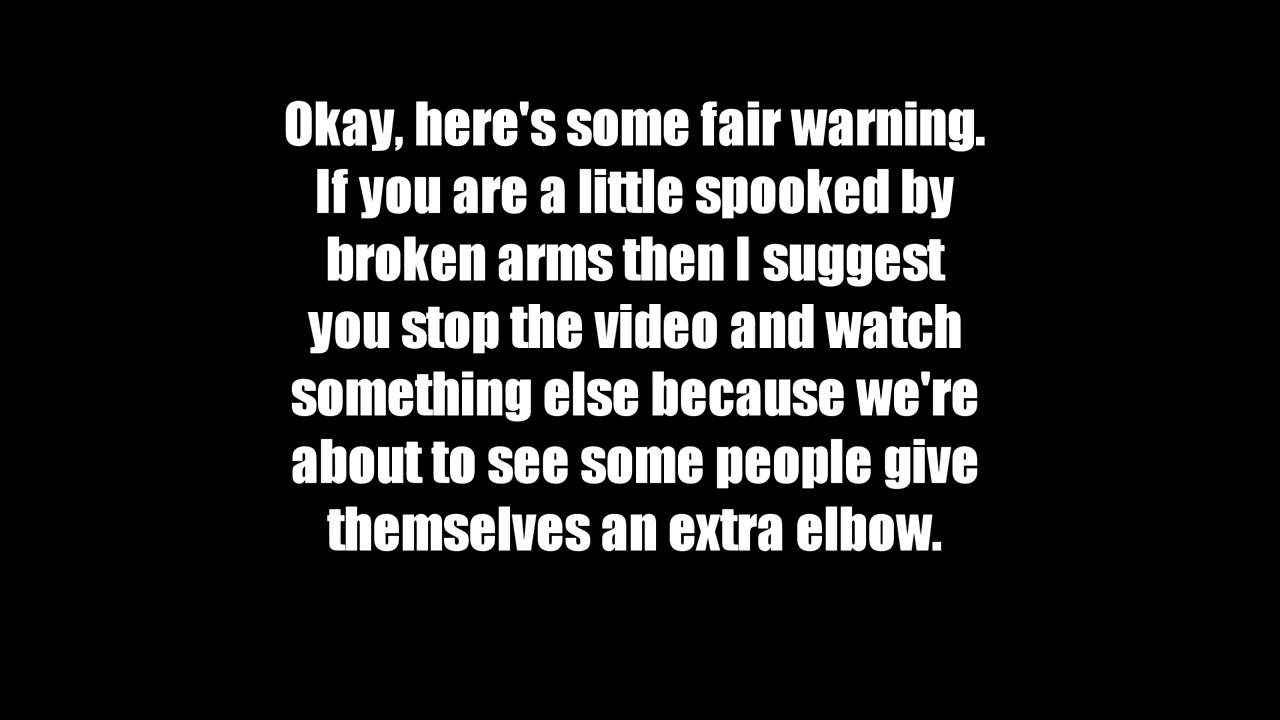 Okay, here's some fair warning.
If you are a little spooked by
broken arms then I suggest
you stop the video and watch
something else because we're
about to see some people give
themselves an extra elbow.